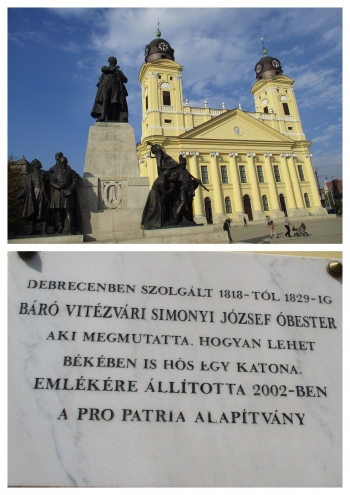 DEBRECENBEN SZOLGÁLT 1818-TÓL 1829-IG
BÁRÓ VITÉZVÁRI SIMONYI JÓZSEF ÓBESTER
AKI MEGMUTATTA, HOGYAN LEHET
BÉKÉBEN IS HŐS EGY KATONA.
EMLÉKÉRE ÁLLÍTOTTA 2002-BEN
A PRO PATRIA ALAPÍTVÁNY